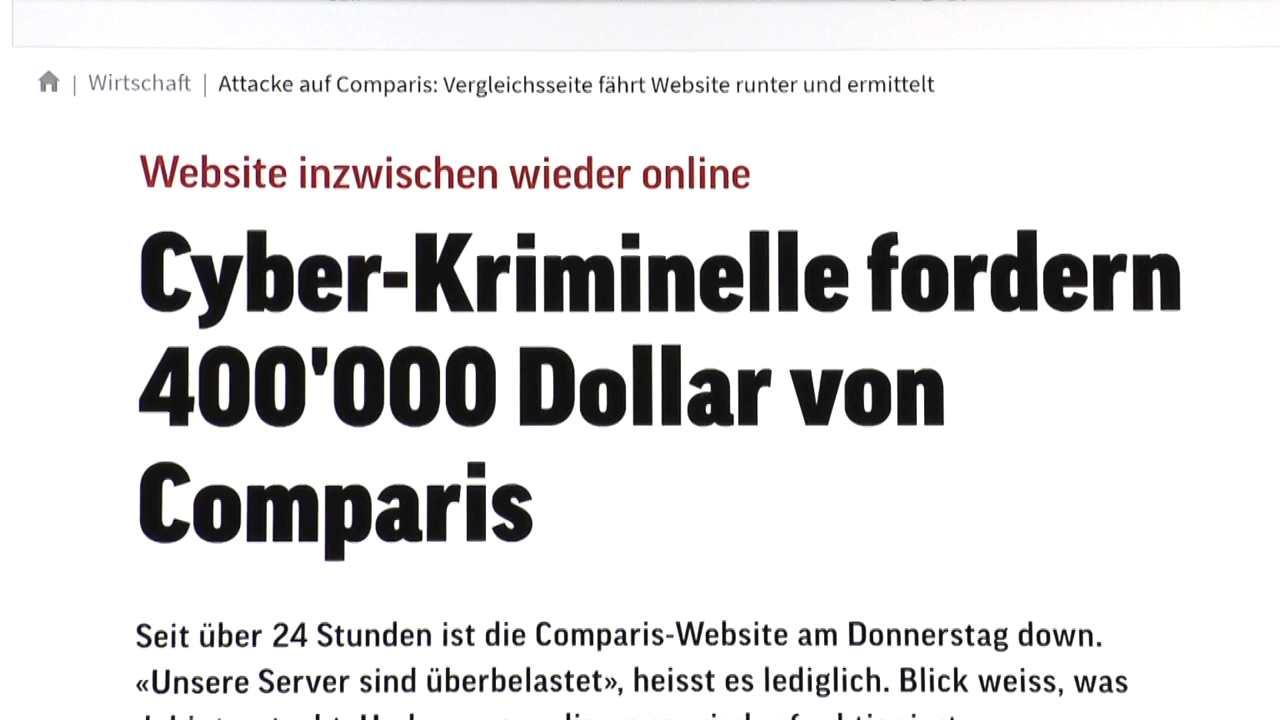 | Wirtschaft | Attacke auf Comparis: Vergleichsseite fährt Website runter und ermittelt
Website inzwischen wieder online
Cyber-Kriminelle fordern
400'000 Dollar von
Comparis
Seit über 24 Stunden ist die Comparis-Website am Donnerstag down.
«Unsere Server sind überbelastet», heisst es lediglich. Blick weiss, was